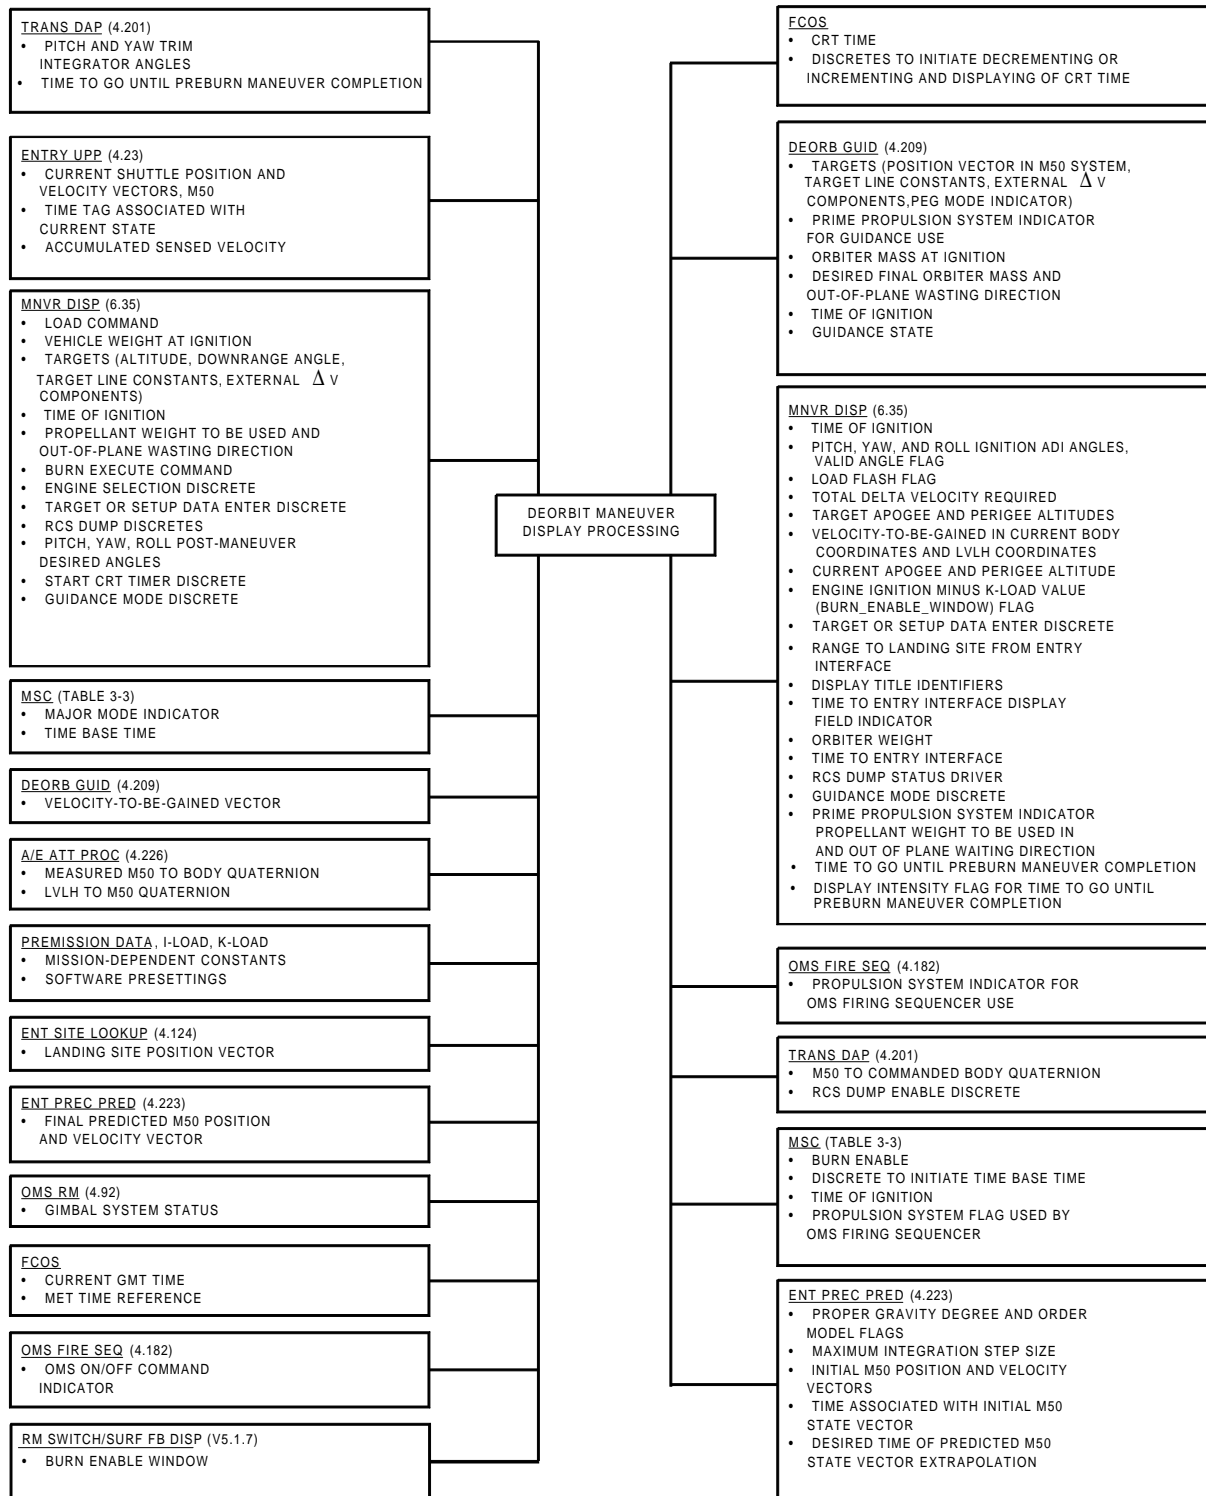 TRANS DAP (4.201)
• PITCH AND YAW TRIM
INTEGRATOR ANGLES
• TIME TO GO UNTIL PREBURN MANEUVER COMPLETION
ENTRY UPP (4.23)
• CURRENT SHUTTLE POSITION AND
VELOCITY VECTORS, M50
• TIME TAG ASSOCIATED WITH
CURRENT STATE
• ACCUMULATED SENSED VELOCITY
MNVR DISP (6.35)
• LOAD COMMAND
• VEHICLE WEIGHT AT IGNITION
• TARGETS (ALTITUDE, DOWNRANGE ANGLE,
TARGET LINE CONSTANTS, EXTERNAL Δ V
COMPONENTS)
• TIME OF IGNITION
• PROPELLANT WEIGHT TO BE USED AND
OUT-OF-PLANE WASTING DIRECTION
• BURN EXECUTE COMMAND
• ENGINE SELECTION DISCRETE
• TARGET OR SETUP DATA ENTER DISCRETE
• RCS DUMP DISCRETES
• PITCH, YAW, ROLL POST-MANEUVER
DESIRED ANGLES
• START CRT TIMER DISCRETE
• GUIDANCE MODE DISCRETE
MSC (TABLE 3-3)
• MAJOR MODE INDICATOR
• TIME BASE TIME
DEORB GUID (4.209)
• VELOCITY-TO-BE-GAINED VECTOR
A/E ATT PROC (4.226)
• MEASURED M50 TO BODY QUATERNION
• LVLH TO M50 QUATERNION
PREMISSION DATA, I-LOAD, K-LOAD
• MISSION-DEPENDENT CONSTANTS
• SOFTWARE PRESETTINGS
ENT SITE LOOKUP (4.124)
• LANDING SITE POSITION VECTOR
ENT PREC PRED (4.223)
• FINAL PREDICTED M50 POSITION
AND VELOCITY VECTOR
OMS RM (4.92)
• GIMBAL SYSTEM STATUS
FCOS
• CURRENT GMT TIME
• MET TIME REFERENCE
OMS FIRE SEQ (4.182)
• OMS ON/OFF COMMAND
INDICATOR
RM SWITCH/SURF FB DISP (V5.1.7)
• BURN ENABLE WINDOW
DEORBIT MANEUVER
DISPLAY PROCESSING
FCOS
• CRT TIME
• DISCRETES TO INITIATE DECREMENTING OR
INCREMENTING AND DISPLAYING OF CRT TIME
DEORB GUID (4.209)
• TARGETS (POSITION VECTOR IN M50 SYSTEM,
TARGET LINE CONSTANTS, EXTERNAL Δ V
COMPONENTS,PEG MODE INDICATOR)
• PRIME PROPULSION SYSTEM INDICATOR
FOR GUIDANCE USE
• ORBITER MASS AT IGNITION
• DESIRED FINAL ORBITER MASS AND
OUT-OF-PLANE WASTING DIRECTION
• TIME OF IGNITION
• GUIDANCE STATE
MNVR DISP (6.35)
• TIME OF IGNITION
• PITCH, YAW, AND ROLL IGNITION ADI ANGLES,
VALID ANGLE FLAG
• LOAD FLASH FLAG
• TOTAL DELTA VELOCITY REQUIRED
• TARGET APOGEE AND PERIGEE ALTITUDES
• VELOCITY-TO-BE-GAINED IN CURRENT BODY
COORDINATES AND LVLH COORDINATES
• CURRENT APOGEE AND PERIGEE ALTITUDE
• ENGINE IGNITION MINUS K-LOAD VALUE
(BURN_ENABLE_WINDOW) FLAG
• TARGET OR SETUP DATA ENTER DISCRETE
• RANGE TO LANDING SITE FROM ENTRY
INTERFACE
• DISPLAY TITLE IDENTIFIERS
• TIME TO ENTRY INTERFACE DISPLAY
FIELD INDICATOR
• ORBITER WEIGHT
• TIME TO ENTRY INTERFACE
• RCS DUMP STATUS DRIVER
• GUIDANCE MODE DISCRETE
• PRIME PROPULSION SYSTEM INDICATOR
PROPELLANT WEIGHT TO BE USED IN
AND OUT OF PLANE WAITING DIRECTION
• TIME TO GO UNTIL PREBURN MANEUVER COMPLETION
• DISPLAY INTENSITY FLAG FOR TIME TO GO UNTIL
PREBURN MANEUVER COMPLETION
OMS FIRE SEQ (4.182)
• PROPULSION SYSTEM INDICATOR FOR
OMS FIRING SEQUENCER USE
TRANS DAP (4.201)
• M50 TO COMMANDED BODY QUATERNION
• RCS DUMP ENABLE DISCRETE
MSC (TABLE 3-3)
• BURN ENABLE
• DISCRETE TO INITIATE TIME BASE TIME
• TIME OF IGNITION
• PROPULSION SYSTEM FLAG USED BY
OMS FIRING SEQUENCER
ENT PREC PRED (4.223)
• PROPER GRAVITY DEGREE AND ORDER
MODEL FLAGS
• MAXIMUM INTEGRATION STEP SIZE
• INITIAL M50 POSITION AND VELOCITY
VECTORS
• TIME ASSOCIATED WITH INITIAL M50
STATE VECTOR
• DESIRED TIME OF PREDICTED M50
STATE VECTOR EXTRAPOLATION